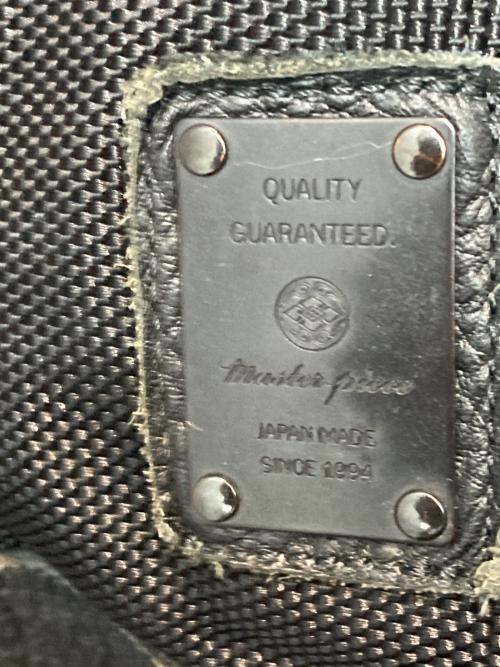 QUALITY
GUARANTEED.
Master-piece
JAPAN MADE
SINCE 1994